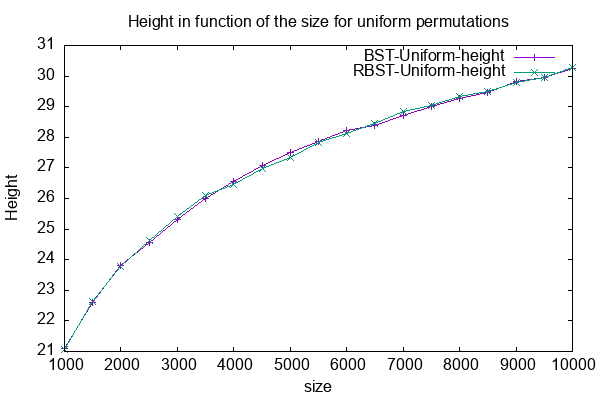 Height in function of the size for uniform permutations
31
30
29
28
27
26
25
24
23
22
21
Height
BST-Uniform-height
RBST-Uniform-height
1000 2000 3000 4000 5000 6000 7000 8000 9000 10000
size